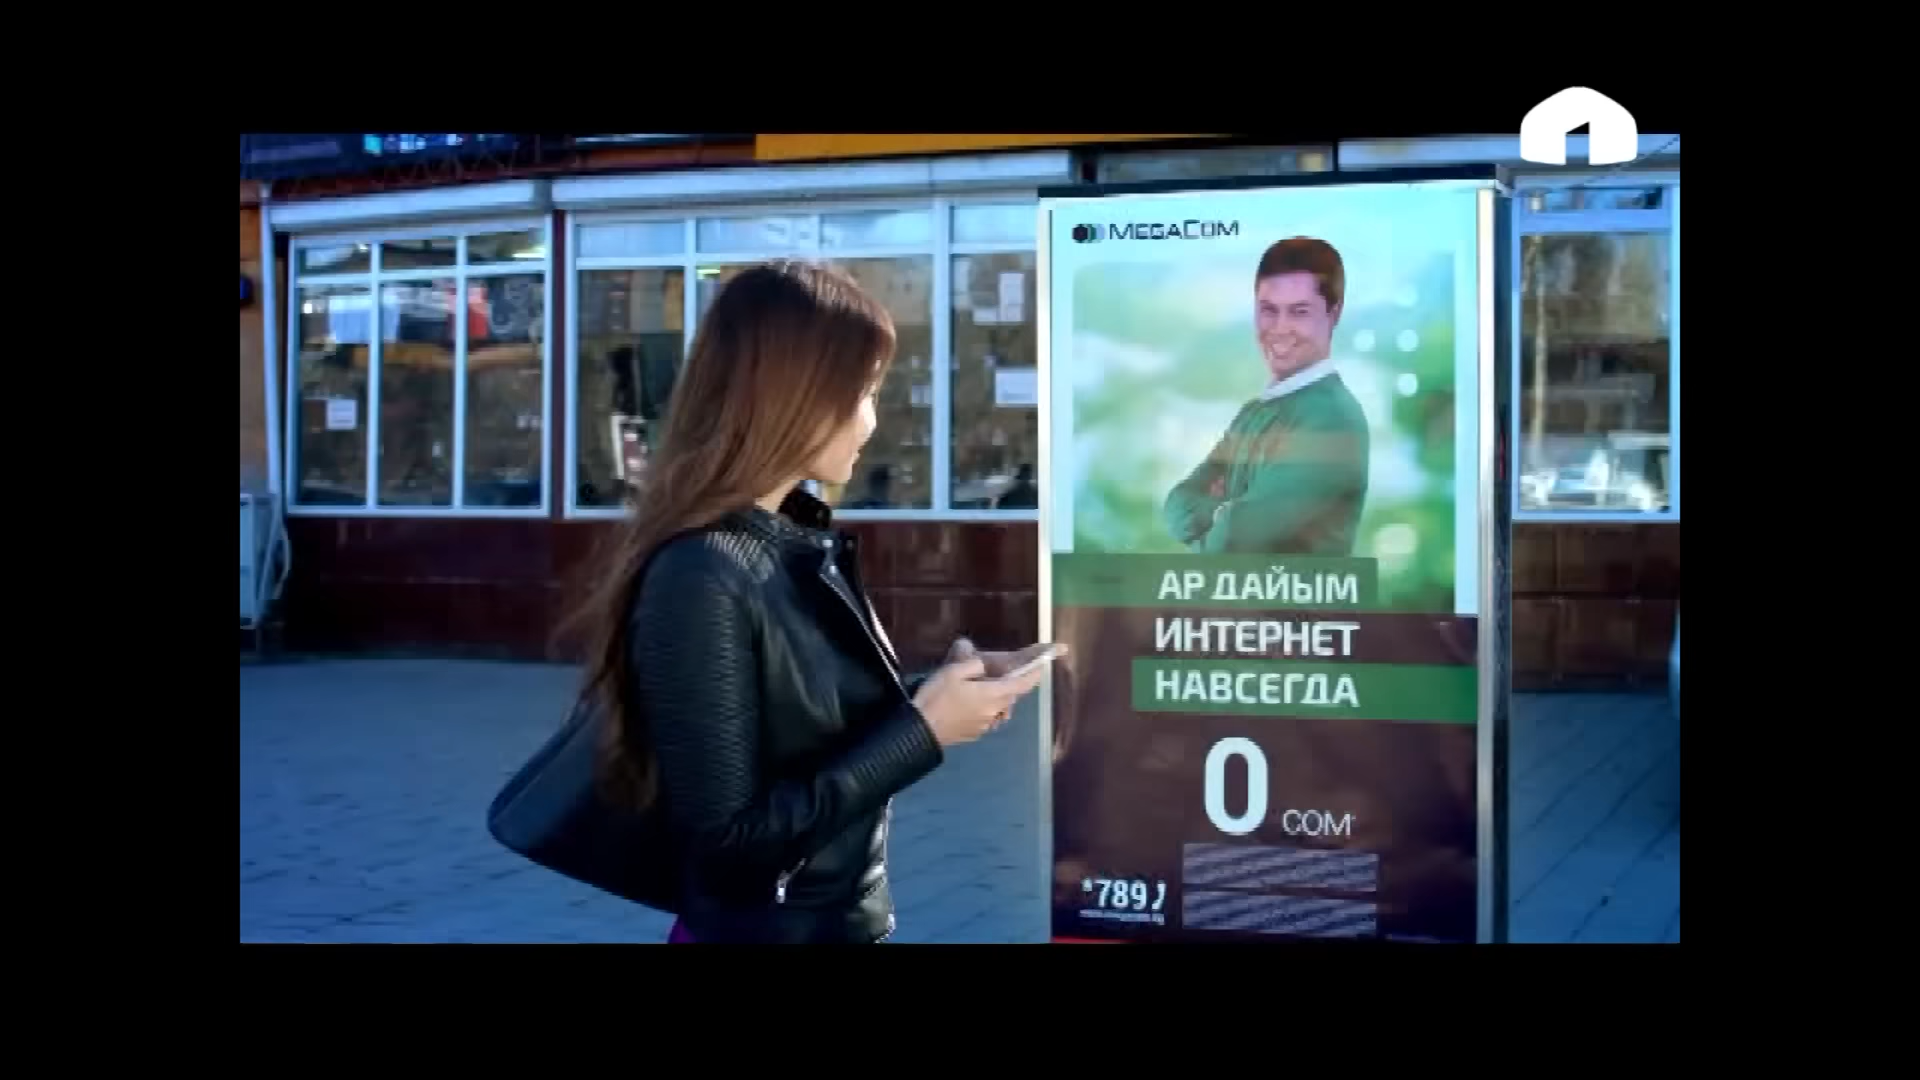 MEGACOM
АР ДАЙЫМ
ИНТЕРНЕТ
НАВСЕГДА
0 СОМ*
*789